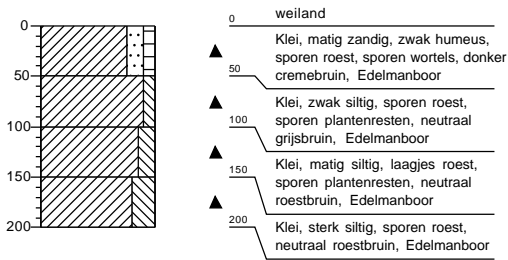 0
50
100
150
200
0
weiland
Klei, matig zandig, zwak humeus,
sporen roest, sporen wortels, donker
cremebruin, Edelmanboor
50
Klei, zwak siltig, sporen roest,
sporen plantenresten, neutraal
grijsbruin, Edelmanboor
100
Klei, matig siltig, laagjes roest,
sporen plantenresten, neutraal
roestbruin, Edelmanboor
150
Klei, sterk siltig, sporen roest,
neutraal roestbruin, Edelmanboor
200